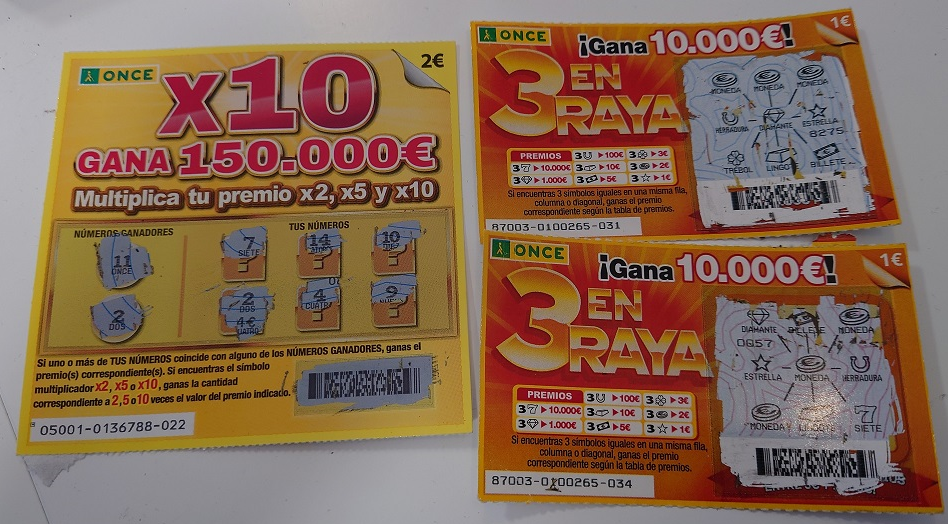 ONCE
2€
x10
GANA 150.000€
Multiplica tu premio x2, x5 y x10
NÚMEROS GANADORES
TUS NÚMEROS
11
ONCE
7
SIETE
14
10
2
DOS
2
DOS
4€
4
9
Si uno o más de TUS NÚMEROS coincide con alguno de los NÚMEROS GANADORES, ganas el
premio(s) correspondiente(s). Si encuentras el símbolo
multiplicador x2, x5 o x10, ganas la cantidad
correspondiente a 2, 5 o 10 veces el valor del premio indicado.
05001-0136788-022
ONCE
¡Gana 10.000€!
1€
3 EN
RAYA
PREMIOS
3 7 10.000€
3 1.000€
3 100€
3 10€
3 5€
3 3€
3 2€
3 1€
Si encuentras 3 símbolos iguales en una misma fila,
columna o diagonal, ganas el premio
correspondiente según la tabla de premios.
87003-0100265-031
MONEDA MONEDA MONEDA
HERRADURA DIAMANTE ESTRELLA
8275
TRÉBOL LINGOTE BILLETE
ONCE
¡Gana 10.000€!
1€
3 EN
RAYA
PREMIOS
3 7 10.000€
3 1.000€
3 100€
3 10€
3 5€
3 3€
3 2€
3 1€
Si encuentras 3 símbolos iguales en una misma fila,
columna o diagonal, ganas el premio
correspondiente según la tabla de premios.
87003-0100265-034
DIAMANTE BILLETE MONEDA
0Q57
ESTRELLA MONEDA HERRADURA
7
MONEDA LINGOTE SIETE